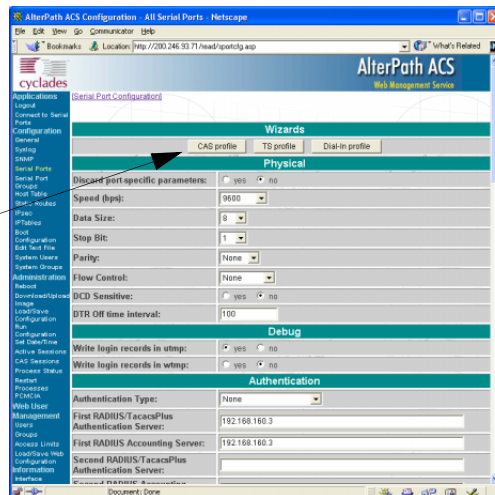 AlterPath ACS Configuration - All Serial Ports - Netscape
File Edit View Go Communicator Help
Bookmarks Location: http://200.246.93.71/nead/sportcfg.asp What's Related
cyclades
AlterPath ACS
Web Management Service
Applications
Logout
Connect to Serial
Ports
Configuration
General
Syslog
SNMP
Serial Ports
Serial Port
Groups
Host Table
Static Routes
IPsec
IPTables
Boot
Configuration
Edit Text File
System Users
System Groups
Administration
Reboot
Download/Upload
Image
Load/Save
Configuration
Run
Configuration
Set Date/Time
Active Sessions
CAS Sessions
Process Status
Restart
Processes
PCMCIA
Web User
Management
Users
Groups
Access Limits
Load/Save Web
Configuration
Information
Interface
[Serial Port Configuration]
Wizards
CAS profile TS profile Dial-In profile
Physical
Discard port-specific parameters: yes no
Speed (bps): 9600
Data Size: 8
Stop Bit: 1
Parity: None
Flow Control: None
DCD Sensitive: yes no
DTR Off time interval: 100
Debug
Write login records in utmp: yes no
Write login records in wtmp: yes no
Authentication
Authentication Type: None
First RADIUS/TacacsPlus
Authentication Server: 192.168.160.3
First RADIUS Accounting Server: 192.168.160.3
Second RADIUS/TacacsPlus
Authentication Server:
Second RADIUS Accounting
Document: Done